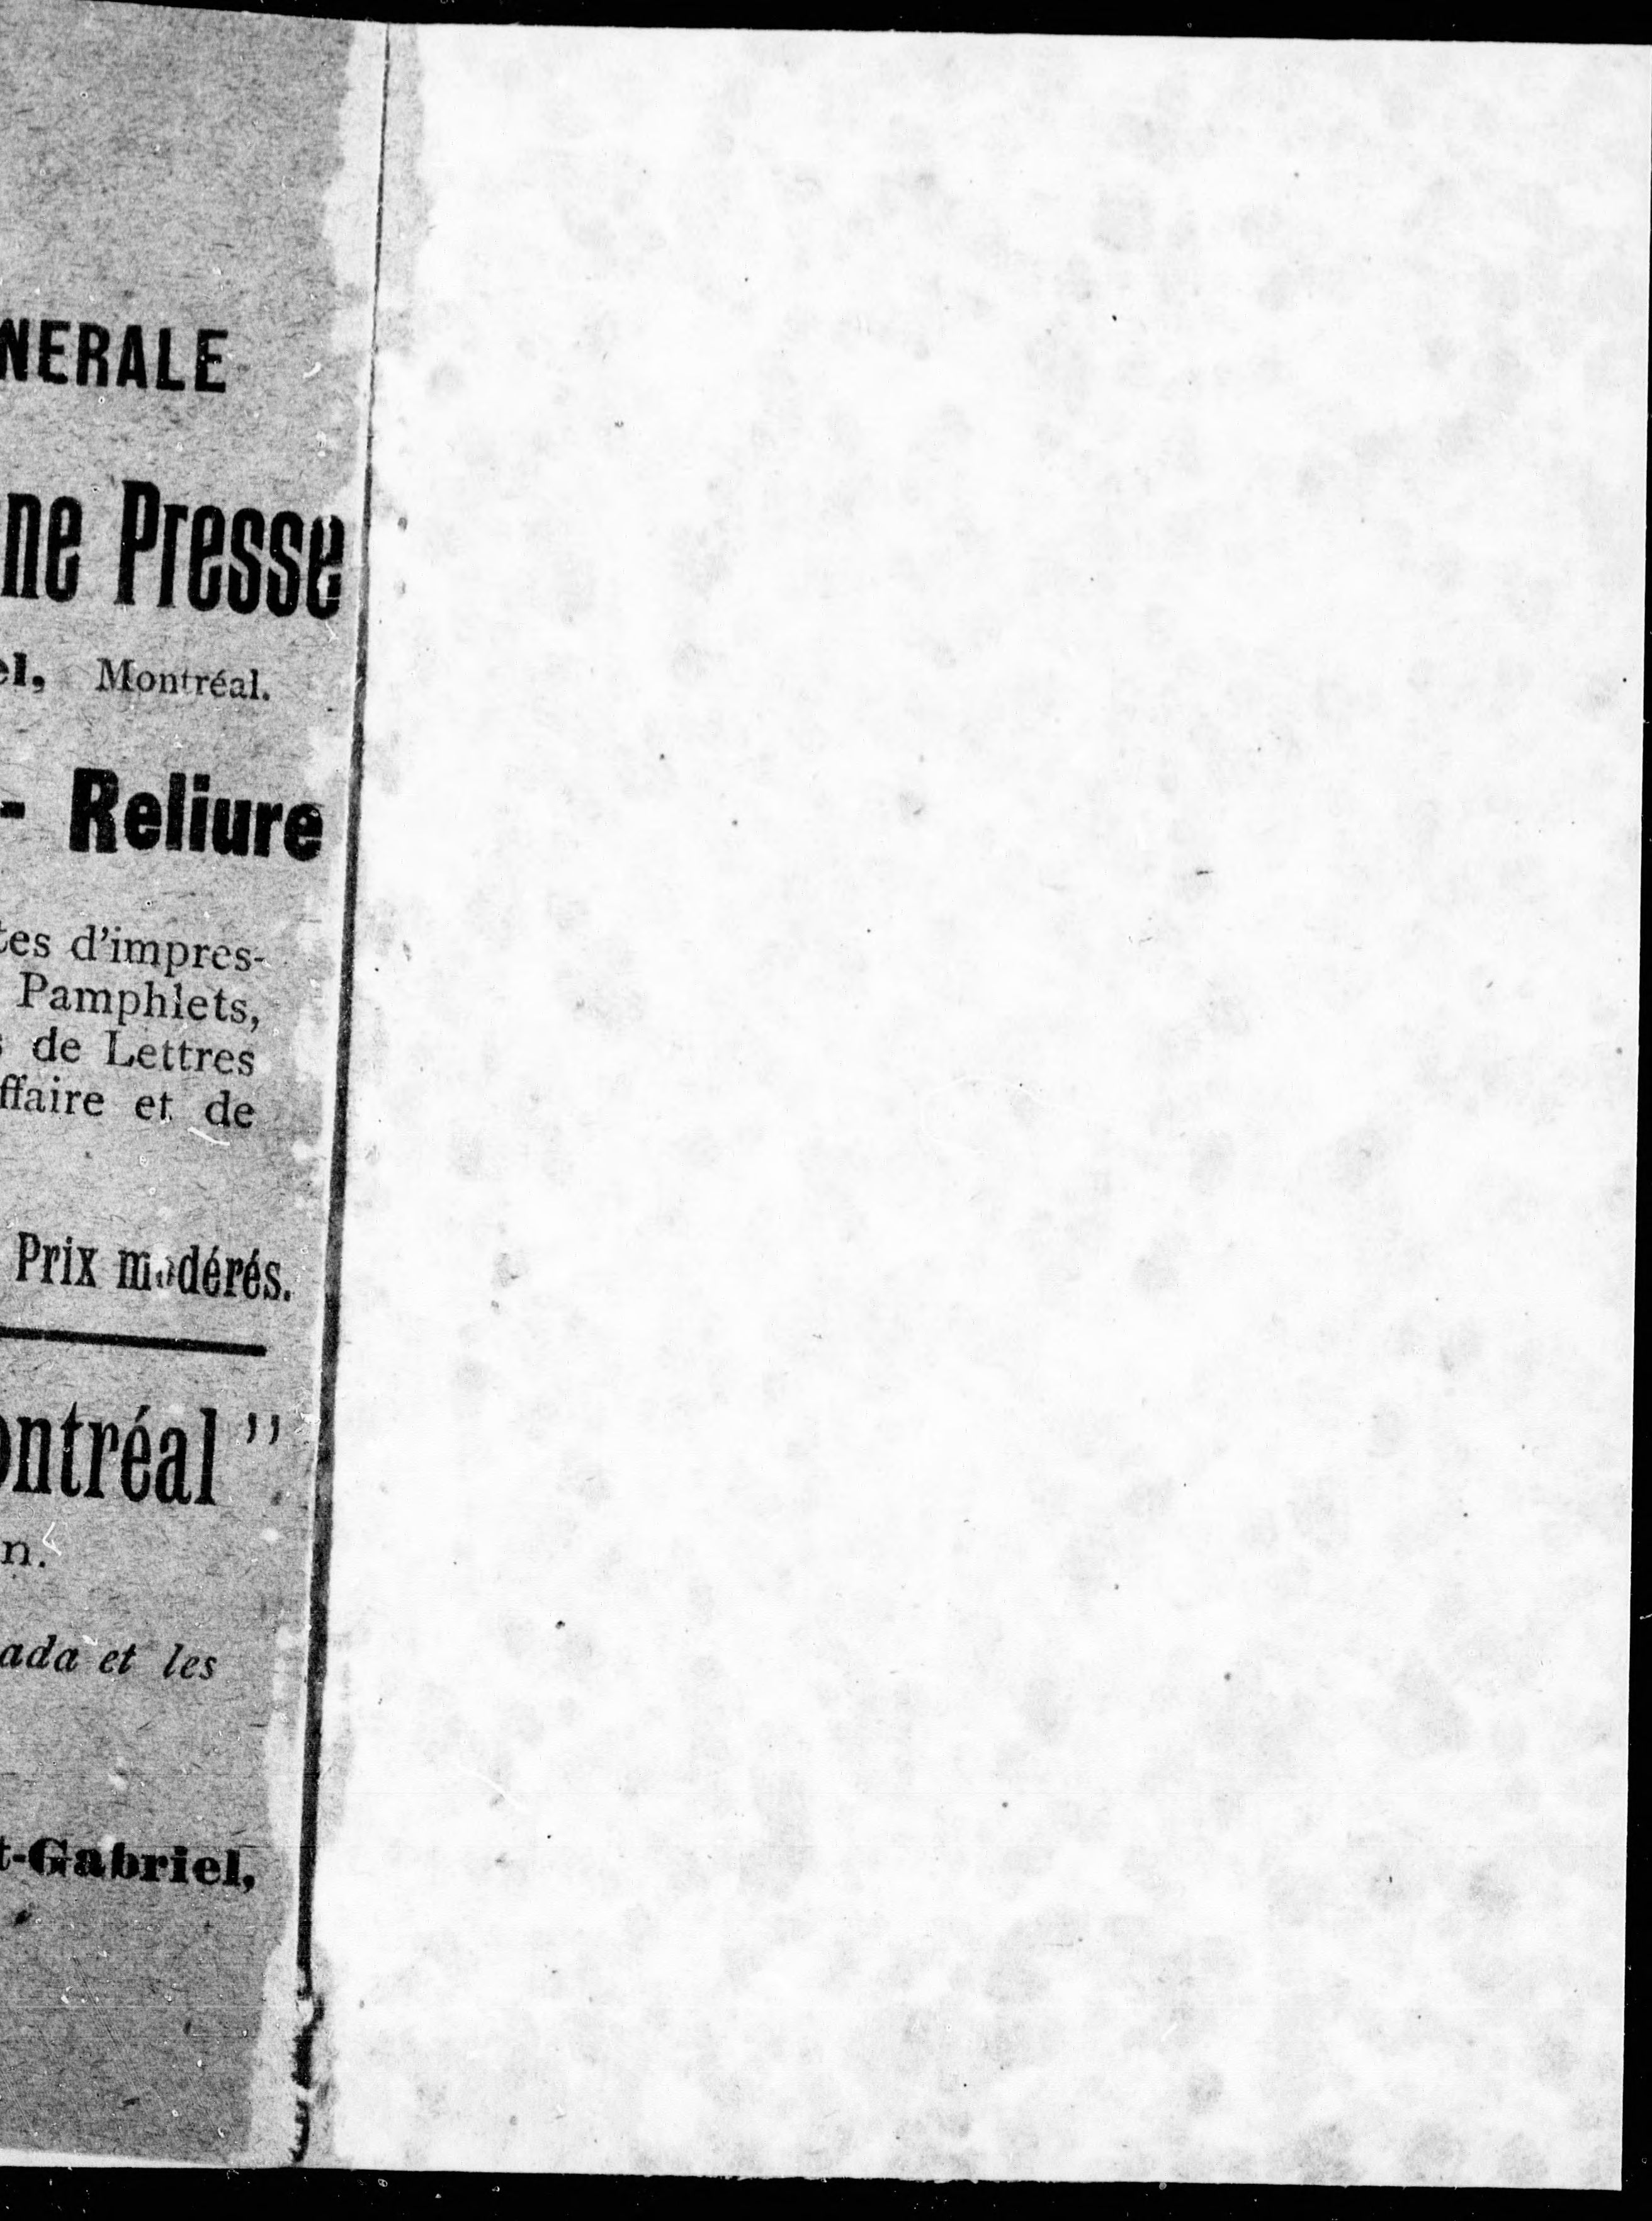 NERALE
ne Presse
el, Montréal.
- Reliure
tes d'impres-
Pamphlets,
s de Lettres
ffaire et de
Prix modérés.
ontréal"
n.
ada et les
t-Gabriel,